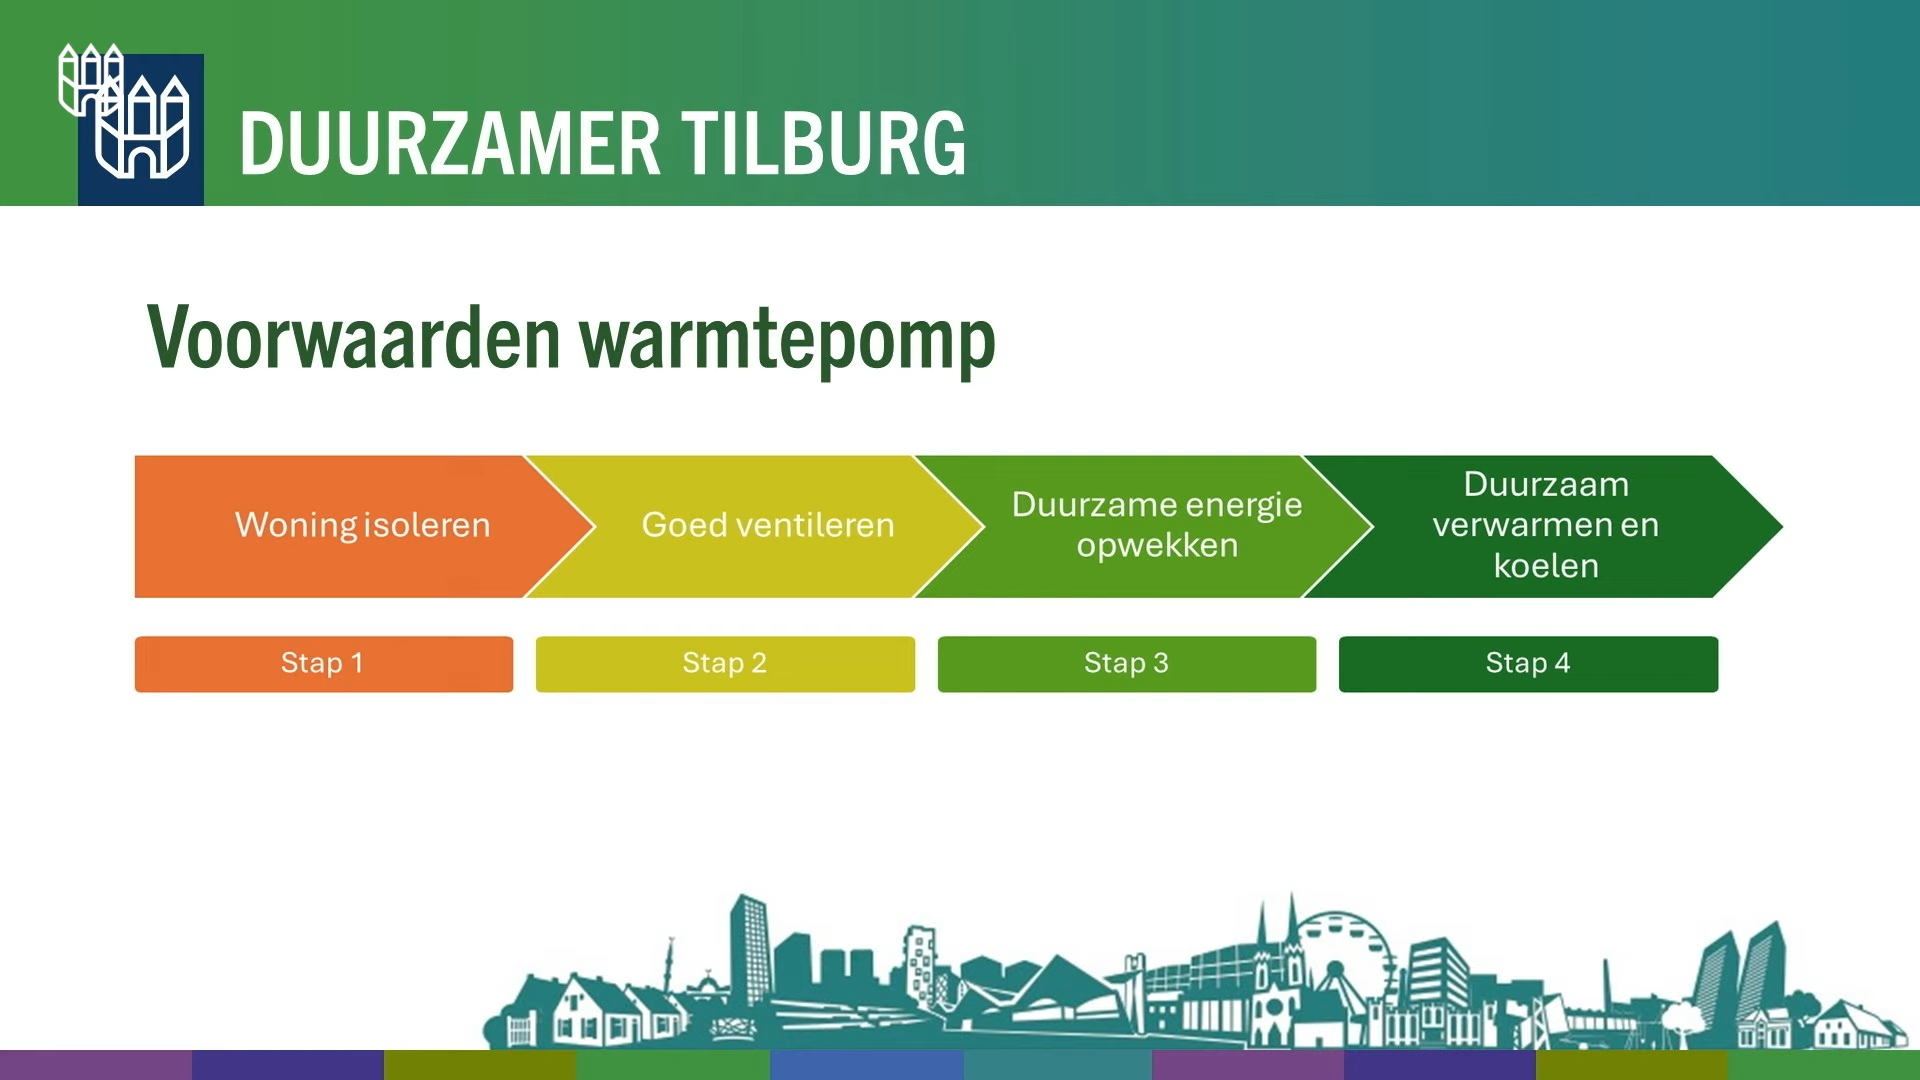 DUURZAMER TILBURG
Voorwaarden warmtepomp
Woning isoleren
Goed ventileren
Duurzame energie
opwekken
Duurzaam
verwarmen en
koelen
Stap 1
Stap 2
Stap 3
Stap 4